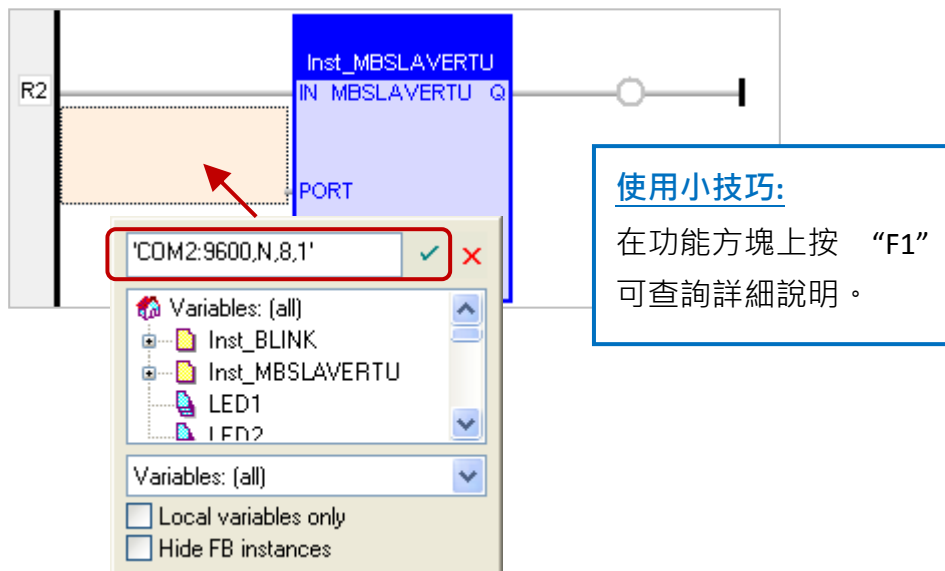 Inst_MBSLAVERTU
R2
IN MBSLAVERTU Q
PORT
使用小技巧:
在功能方塊上按 “F1”
可查詢詳細說明。
'COM2:9600,N,8,1'
Variables: (all)
Inst_BLINK
Inst_MBSLAVERTU
LED1
LED2
Variables: (all)
Local variables only
Hide FB instances